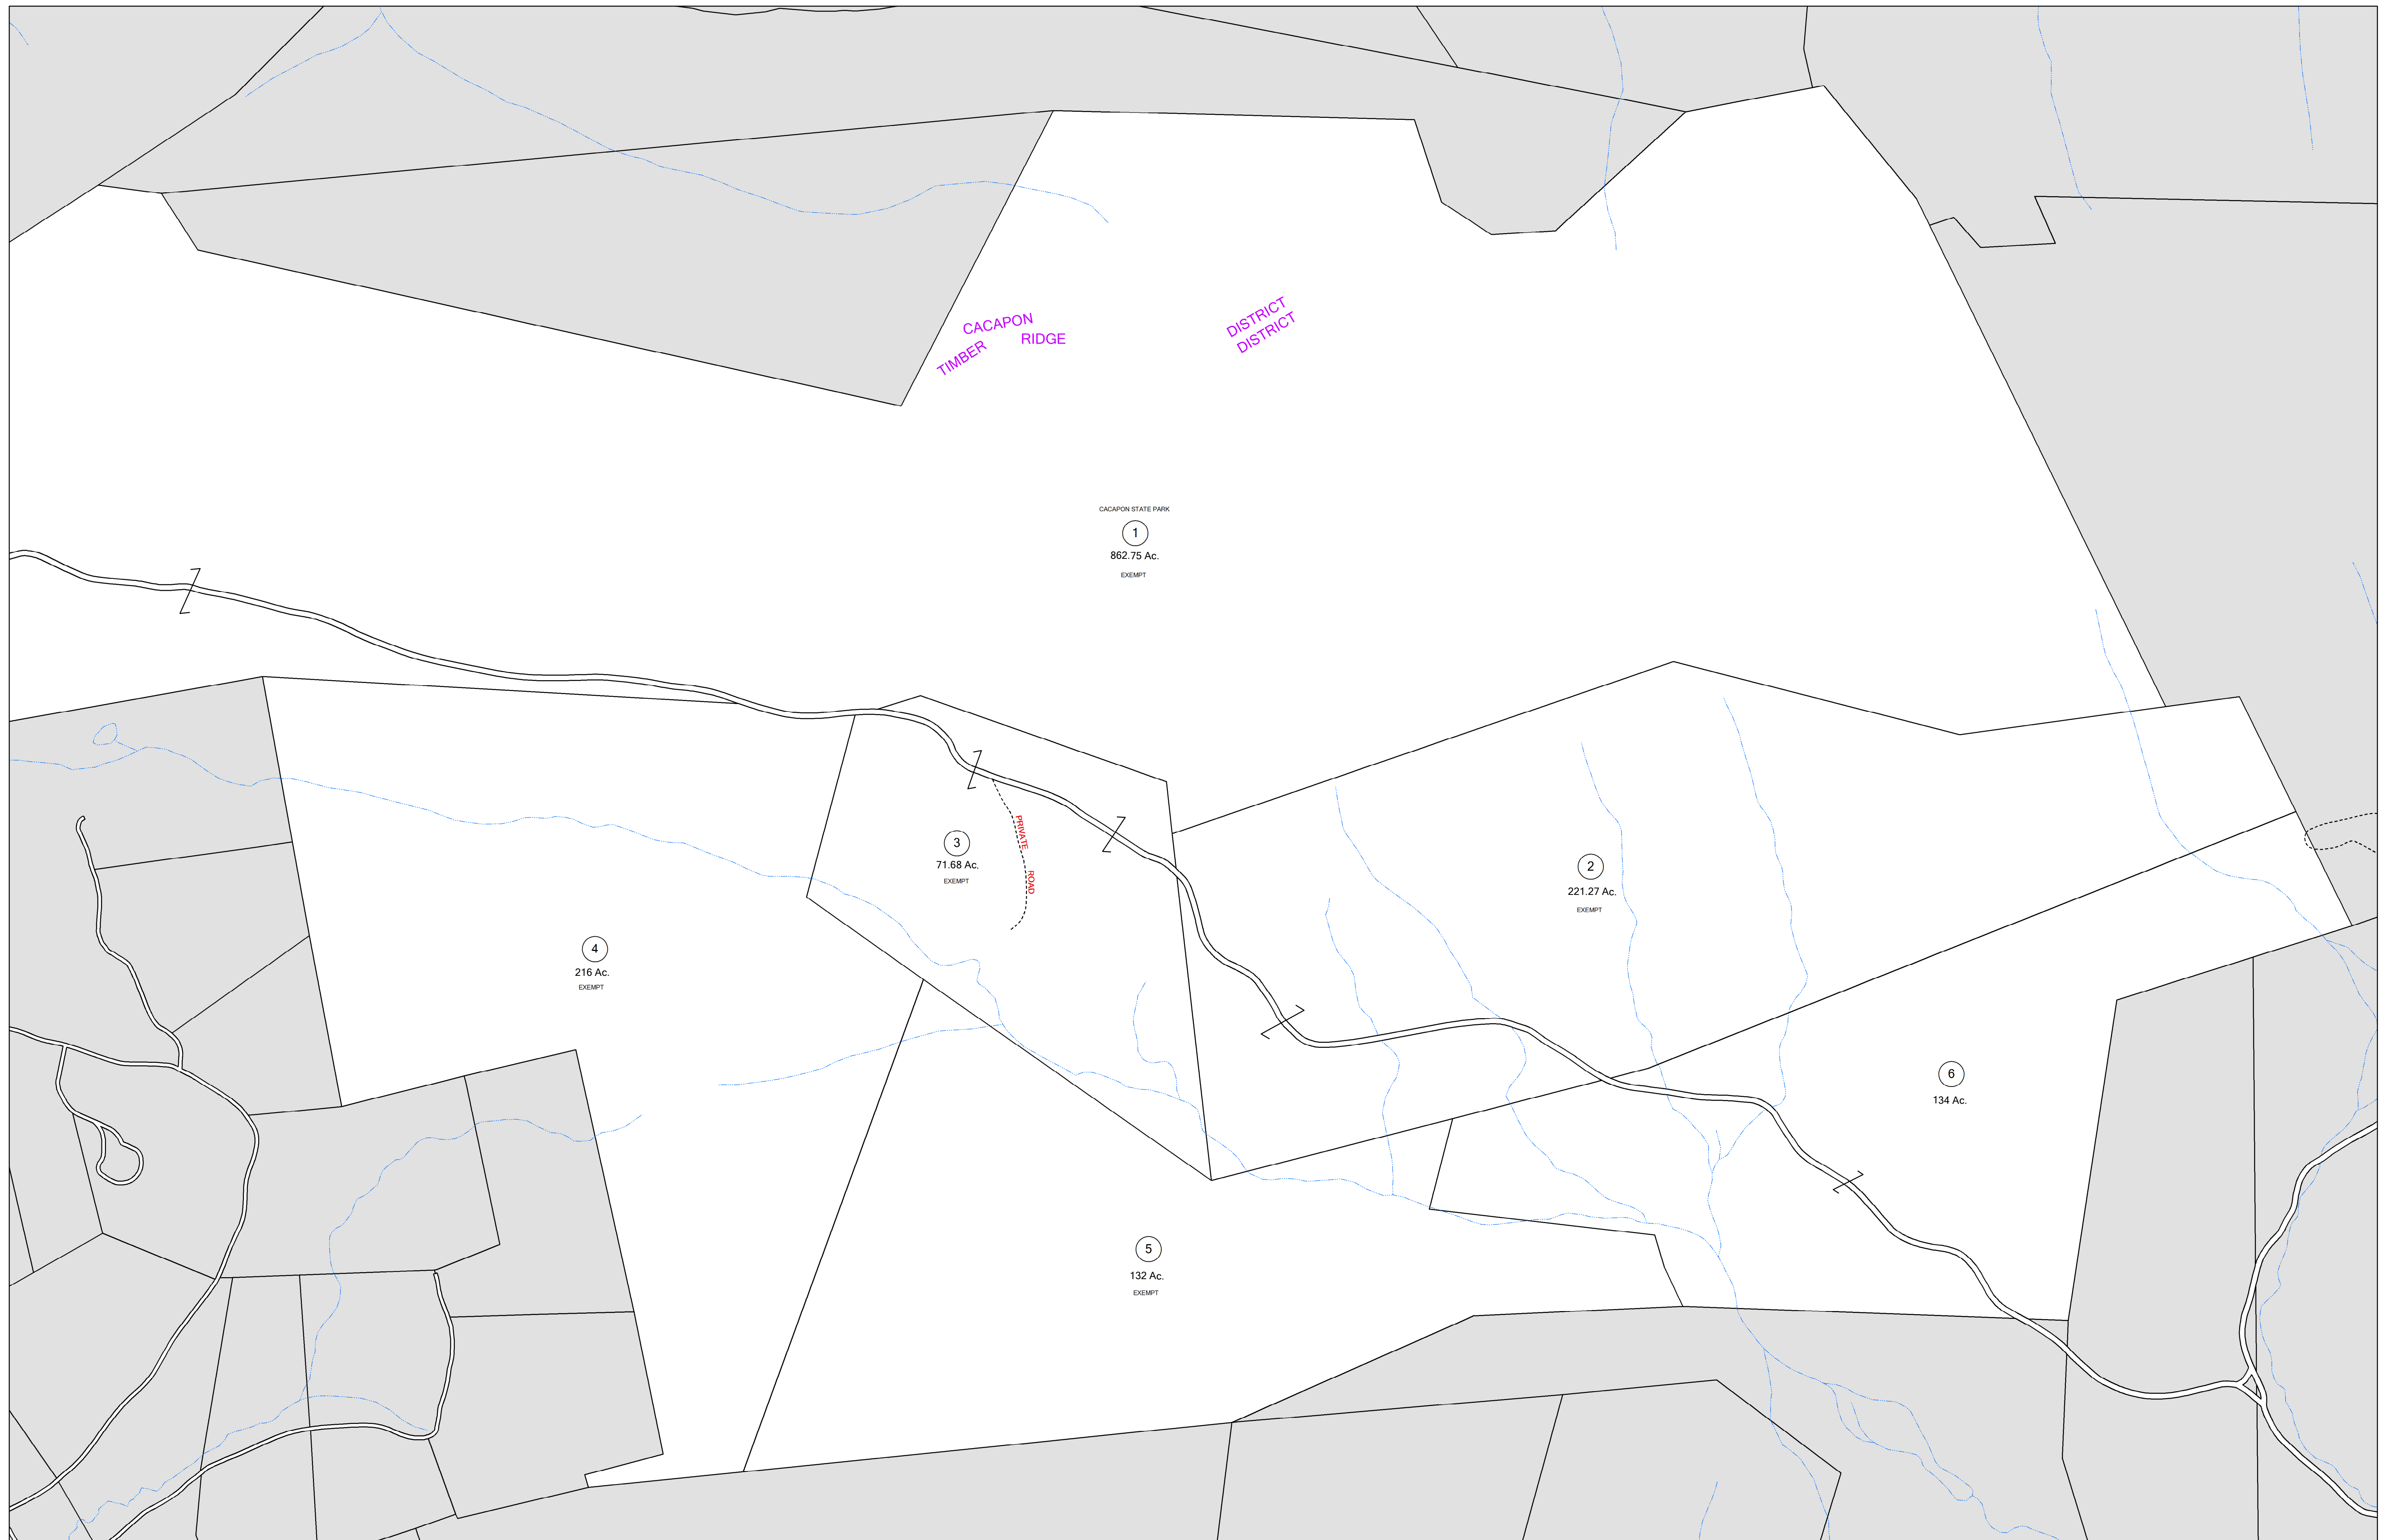 CACAPON
DISTRICT
TIMBER RIDGE
DISTRICT
CACAPON STATE PARK
1
862.75 Ac.
EXEMPT
PRIVATE
ROAD
3
71.68 Ac.
EXEMPT
2
221.27 Ac.
EXEMPT
4
216 Ac.
EXEMPT
6
134 Ac.
5
132 Ac.
EXEMPT